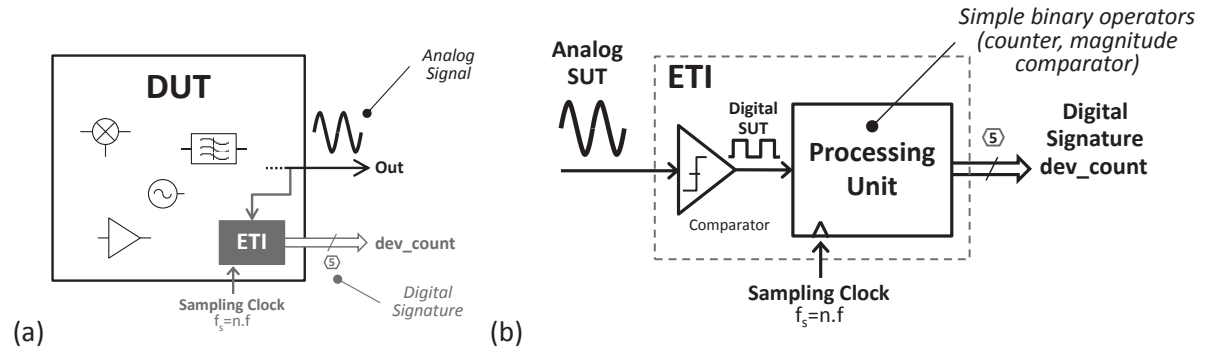 DUT
Analog
Signal
Out
ETI
dev_count
5
Sampling Clock
fs=n.f
Digital
Signature
(a)
Simple binary operators
(counter, magnitude
comparator)
Analog
SUT
ETI
Digital
SUT
Comparator
Processing
Unit
5
Digital
Signature
dev_count
Sampling Clock
fs=n.f
(b)